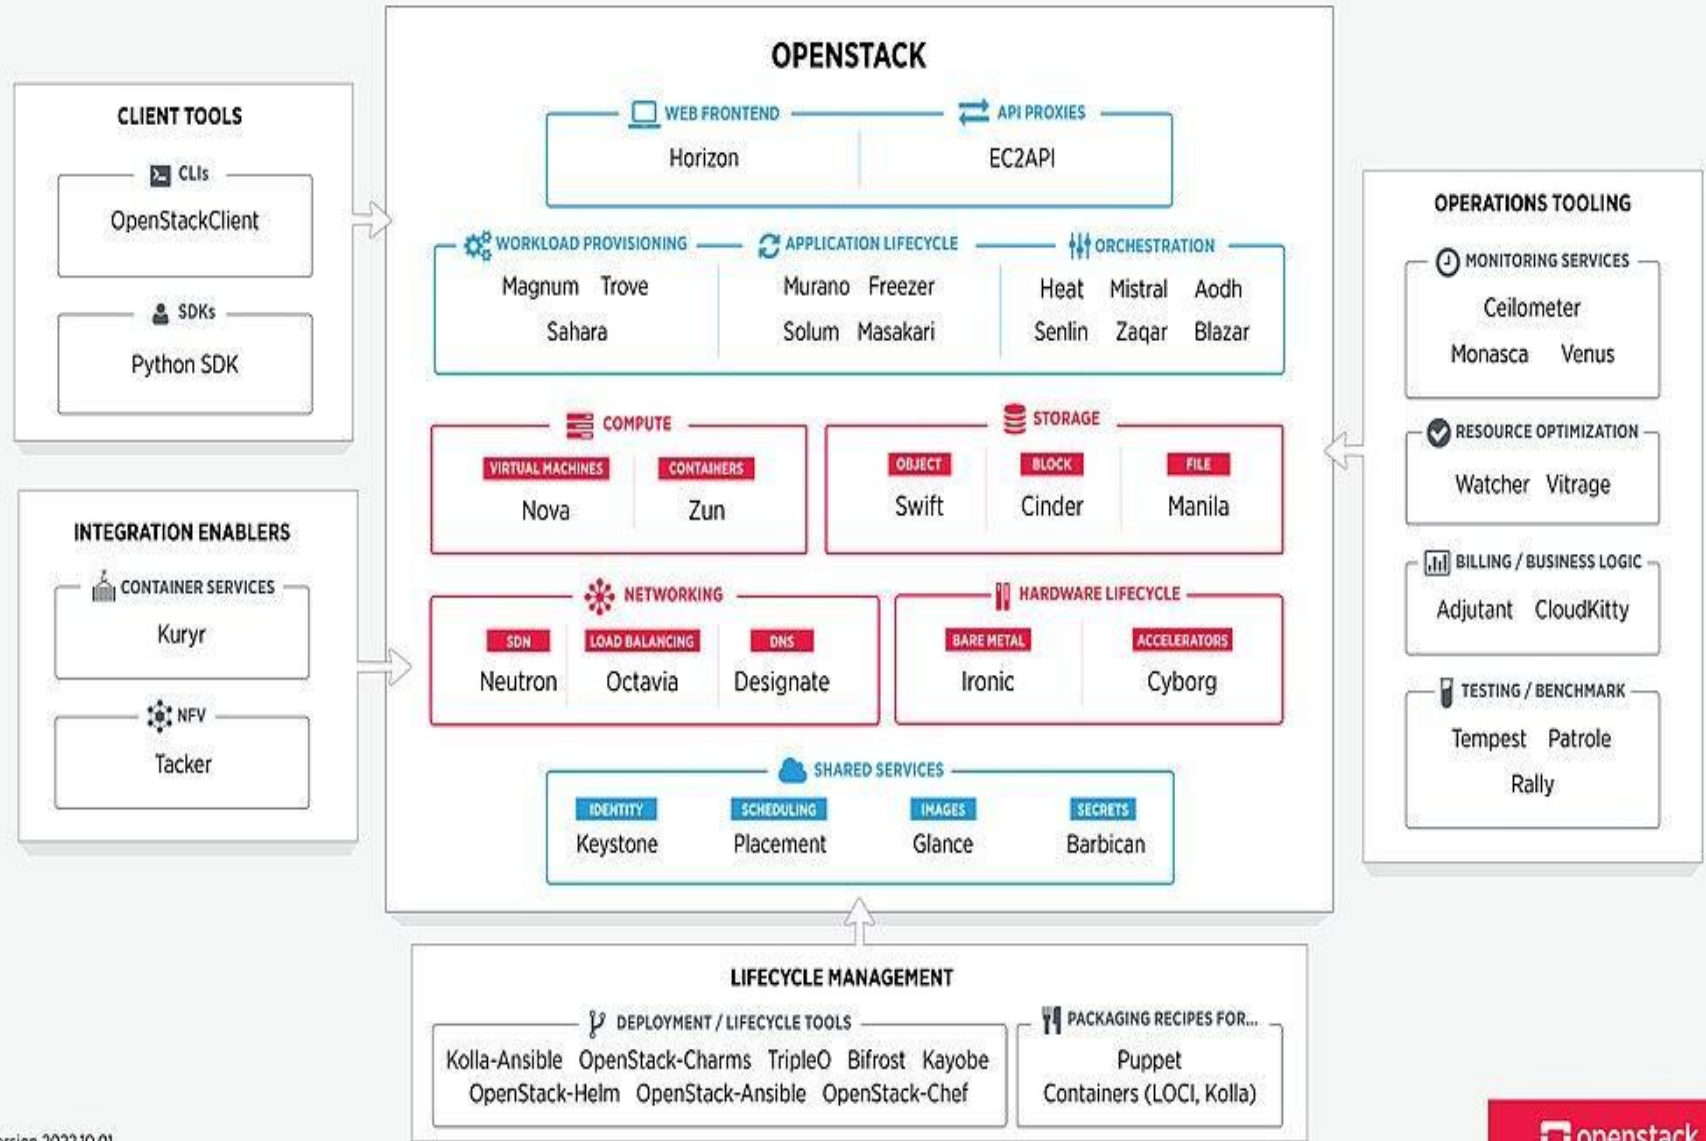 OPENSTACK
WEB FRONTEND API PROXIES
Horizon EC2API
WORKLOAD PROVISIONING APPLICATION LIFECYCLE ORCHESTRATION
Magnum Trove Murano Freezer Heat Mistral Aodh
Sahara Solum Masakari Senlin Zaqar Blazar
COMPUTE
VIRTUAL MACHINES CONTAINERS
Nova Zun
STORAGE
OBJECT BLOCK FILE
Swift Cinder Manila
NETWORKING
SDN LOAD BALANCING DNS
Neutron Octavia Designate
HARDWARE LIFECYCLE
BARE METAL ACCELERATORS
Ironic Cyborg
SHARED SERVICES
IDENTITY SCHEDULING IMAGES SECRETS
Keystone Placement Glance Barbican
CLIENT TOOLS
CLIs
OpenStackClient
SDKs
Python SDK
INTEGRATION ENABLERS
CONTAINER SERVICES
Kuryr
NFV
Tacker
OPERATIONS TOOLING
MONITORING SERVICES
Ceilometer
Monasca Venus
RESOURCE OPTIMIZATION
Watcher Vitrage
BILLING / BUSINESS LOGIC
Adjutant CloudKitty
TESTING / BENCHMARK
Tempest Patrole
Rally
LIFECYCLE MANAGEMENT
DEPLOYMENT / LIFECYCLE TOOLS
Kolla-Ansible OpenStack-Charms TripleO Bifrost Kayobe
OpenStack-Helm OpenStack-Ansible OpenStack-Chef
PACKAGING RECIPES FOR...
Puppet
Containers (LOCI, Kolla)
openstack